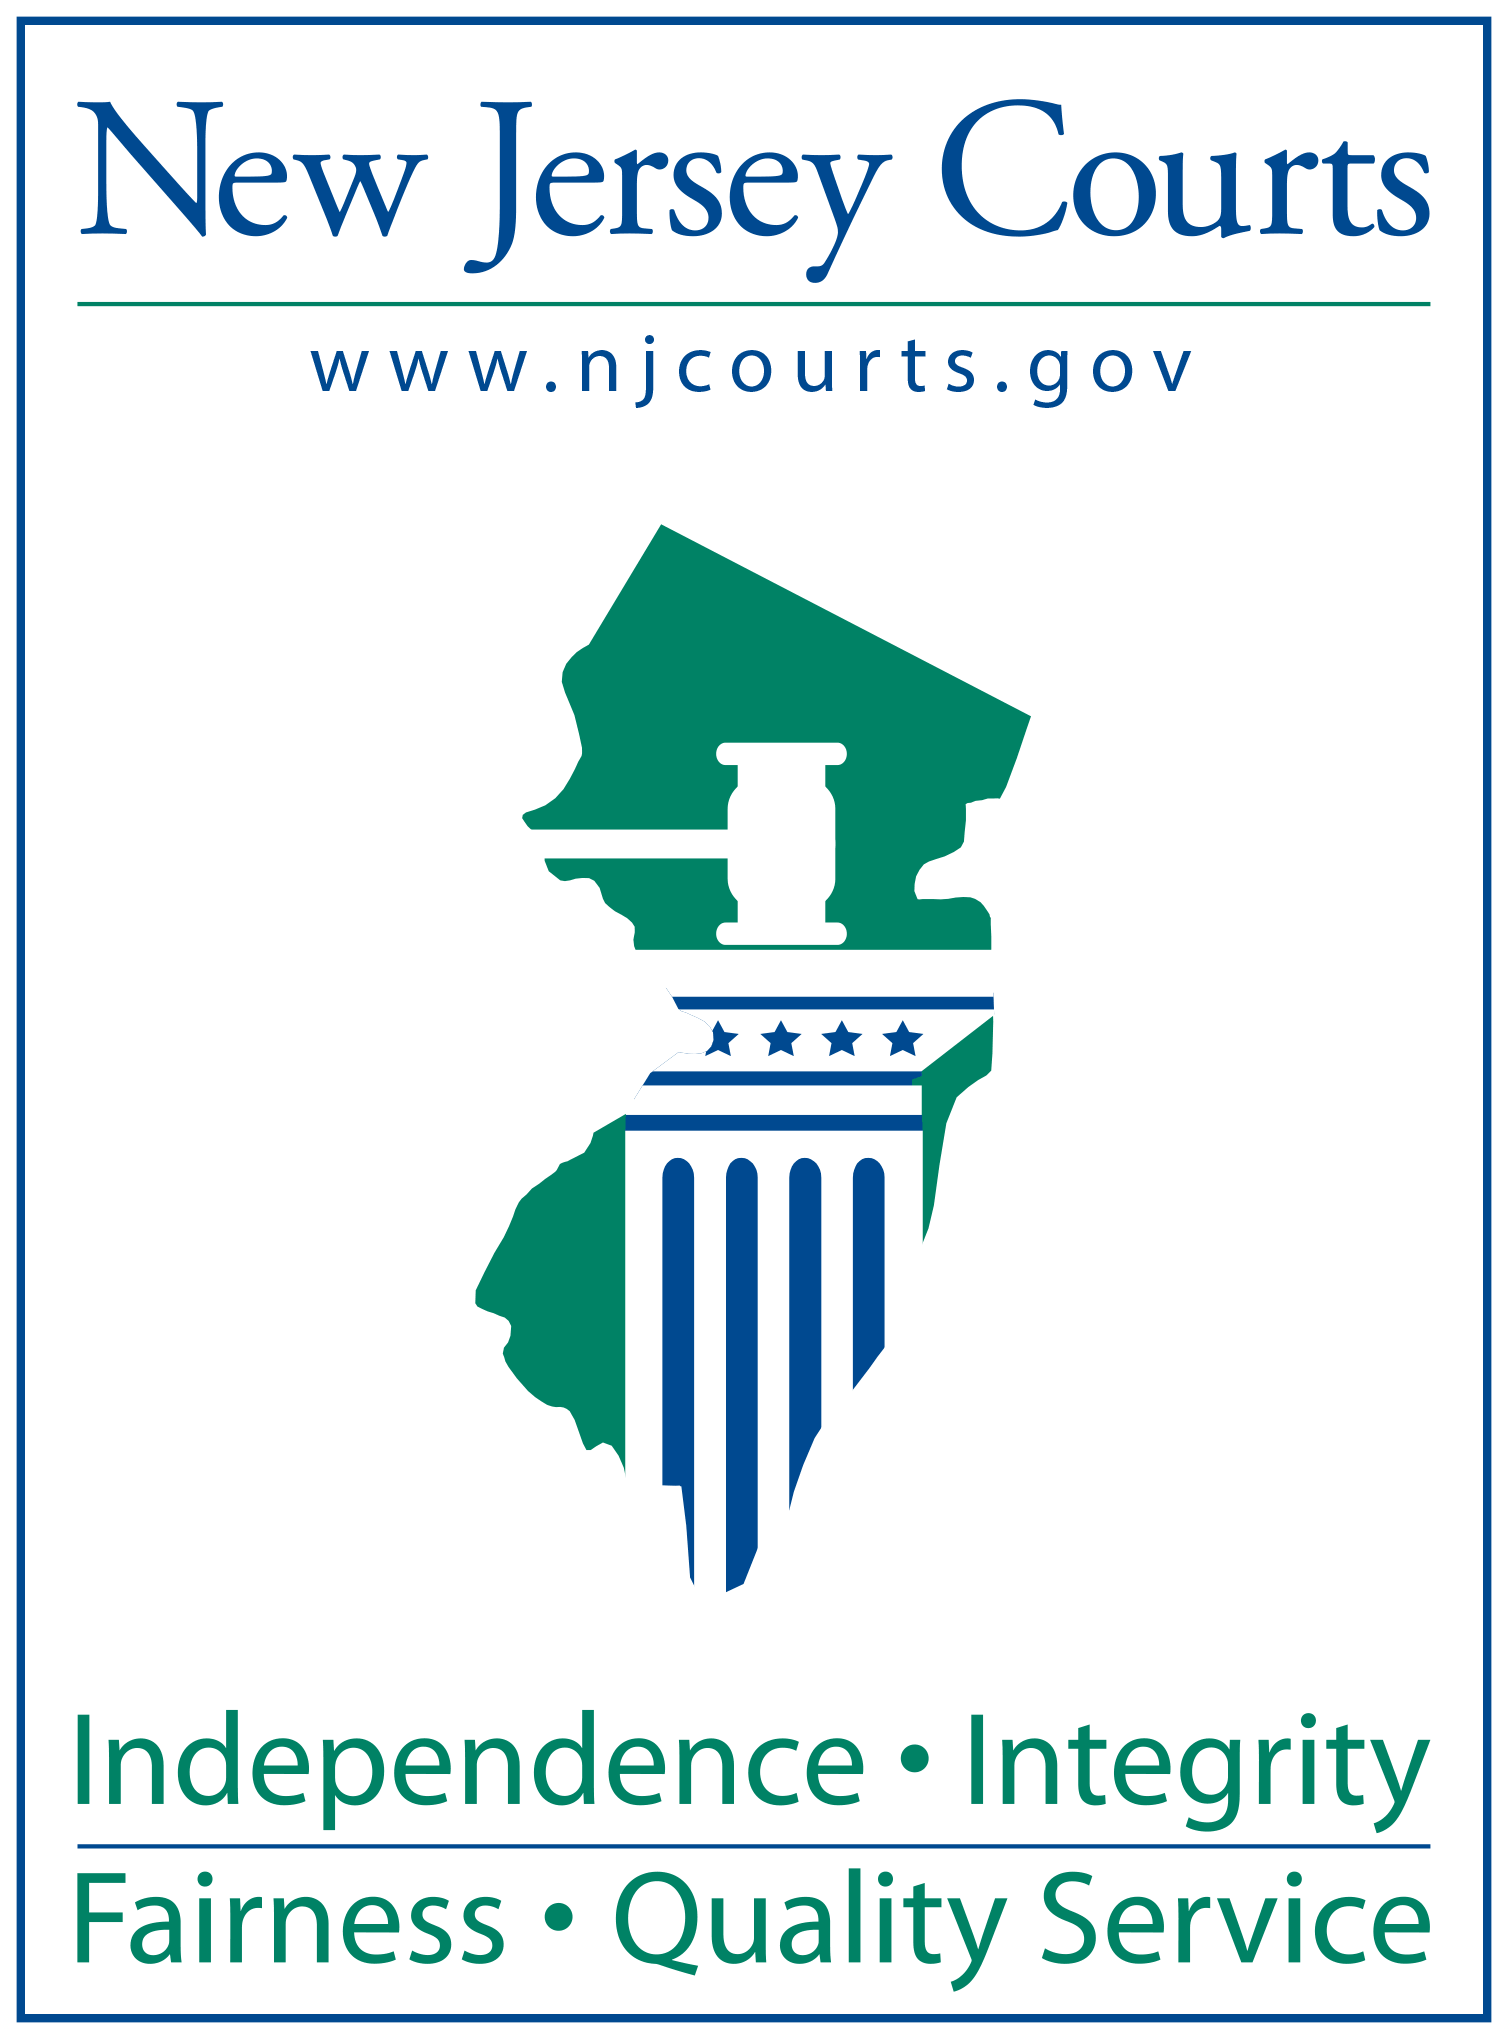 New Jersey Courts
www.njcourts.gov
Independence • Integrity
Fairness • Quality Service